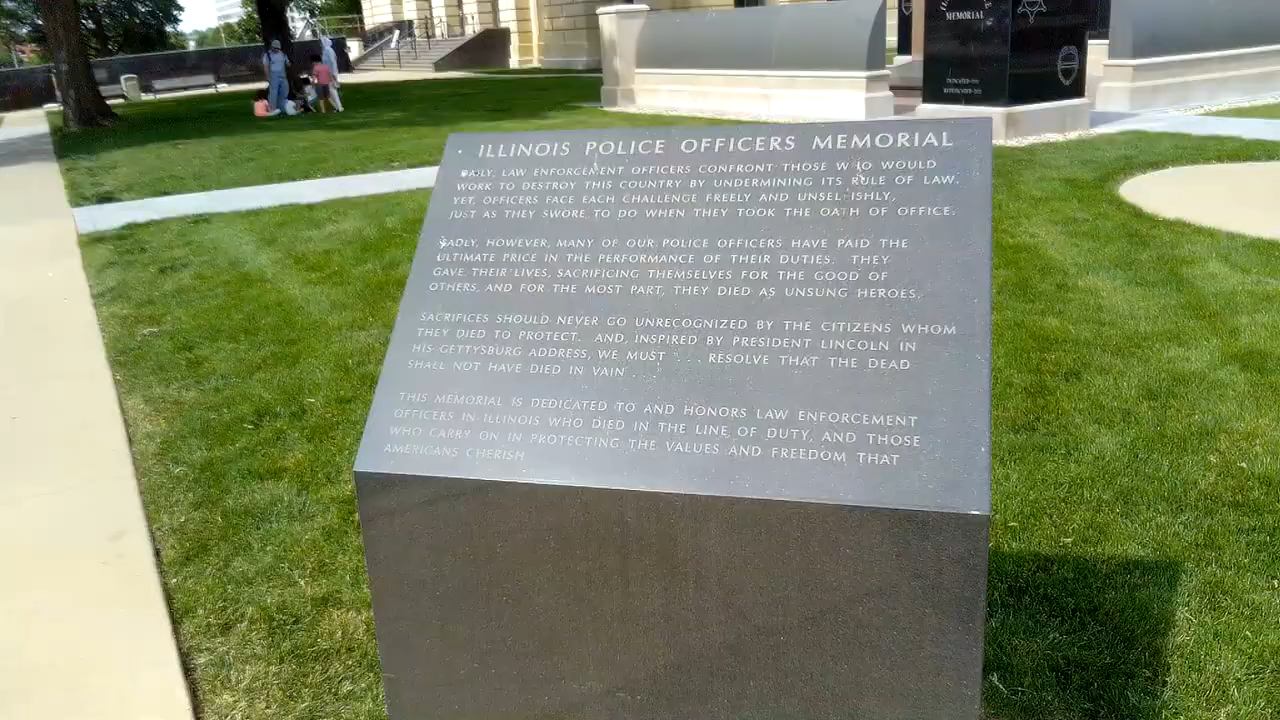 MEMORIAL
ILLINOIS POLICE OFFICERS MEMORIAL
DAILY, LAW ENFORCEMENT OFFICERS CONFRONT THOSE WHO WOULD
WORK TO DESTROY THIS COUNTRY BY UNDERMINING ITS RULE OF LAW.
YET, OFFICERS FACE EACH CHALLENGE FREELY AND UNSELFISHLY,
JUST AS THEY SWORE TO DO WHEN THEY TOOK THE OATH OF OFFICE.
SADLY, HOWEVER, MANY OF OUR POLICE OFFICERS HAVE PAID THE
ULTIMATE PRICE IN THE PERFORMANCE OF THEIR DUTIES. THEY
GAVE THEIR LIVES, SACRIFICING THEMSELVES FOR THE GOOD OF
OTHERS, AND FOR THE MOST PART, THEY DIED AS UNSUNG HEROES.
SACRIFICES SHOULD NEVER GO UNRECOGNIZED BY THE CITIZENS WHOM
THEY DIED TO PROTECT. AND, INSPIRED BY PRESIDENT LINCOLN IN
HIS GETTYSBURG ADDRESS, WE MUST ". . . RESOLVE THAT THE DEAD
SHALL NOT HAVE DIED IN VAIN . . .
THIS MEMORIAL IS DEDICATED TO AND HONORS LAW ENFORCEMENT
OFFICERS IN ILLINOIS WHO DIED IN THE LINE OF DUTY, AND THOSE
WHO CARRY ON IN PROTECTING THE VALUES AND FREEDOM THAT
AMERICANS CHERISH